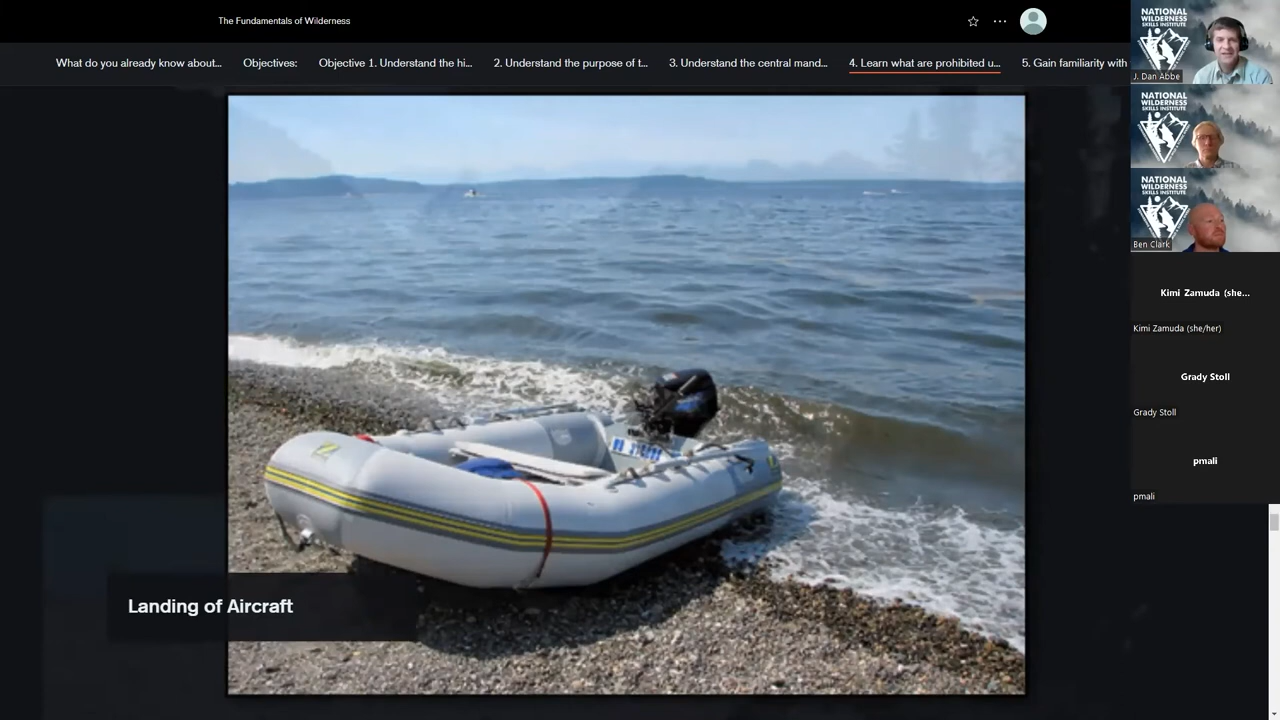 The Fundamentals of Wilderness
What do you already know about...
Objectives:
Objective 1. Understand the hi...
2. Understand the purpose of t...
3. Understand the central mand...
4. Learn what are prohibited u...
5. Gain familiarity with
Landing of Aircraft
NATIONAL
WILDERNESS
SKILLS INSTITUTE
J. Dan Abbe
NATIONAL
WILDERNESS
SKILLS INSTITUTE
NATIONAL
WILDERNESS
SKILLS INSTITUTE
Ben Clark
Kimi Zamuda (she...
Kimi Zamuda (she/her)
Grady Stoll
Grady Stoll
pmali
pmali